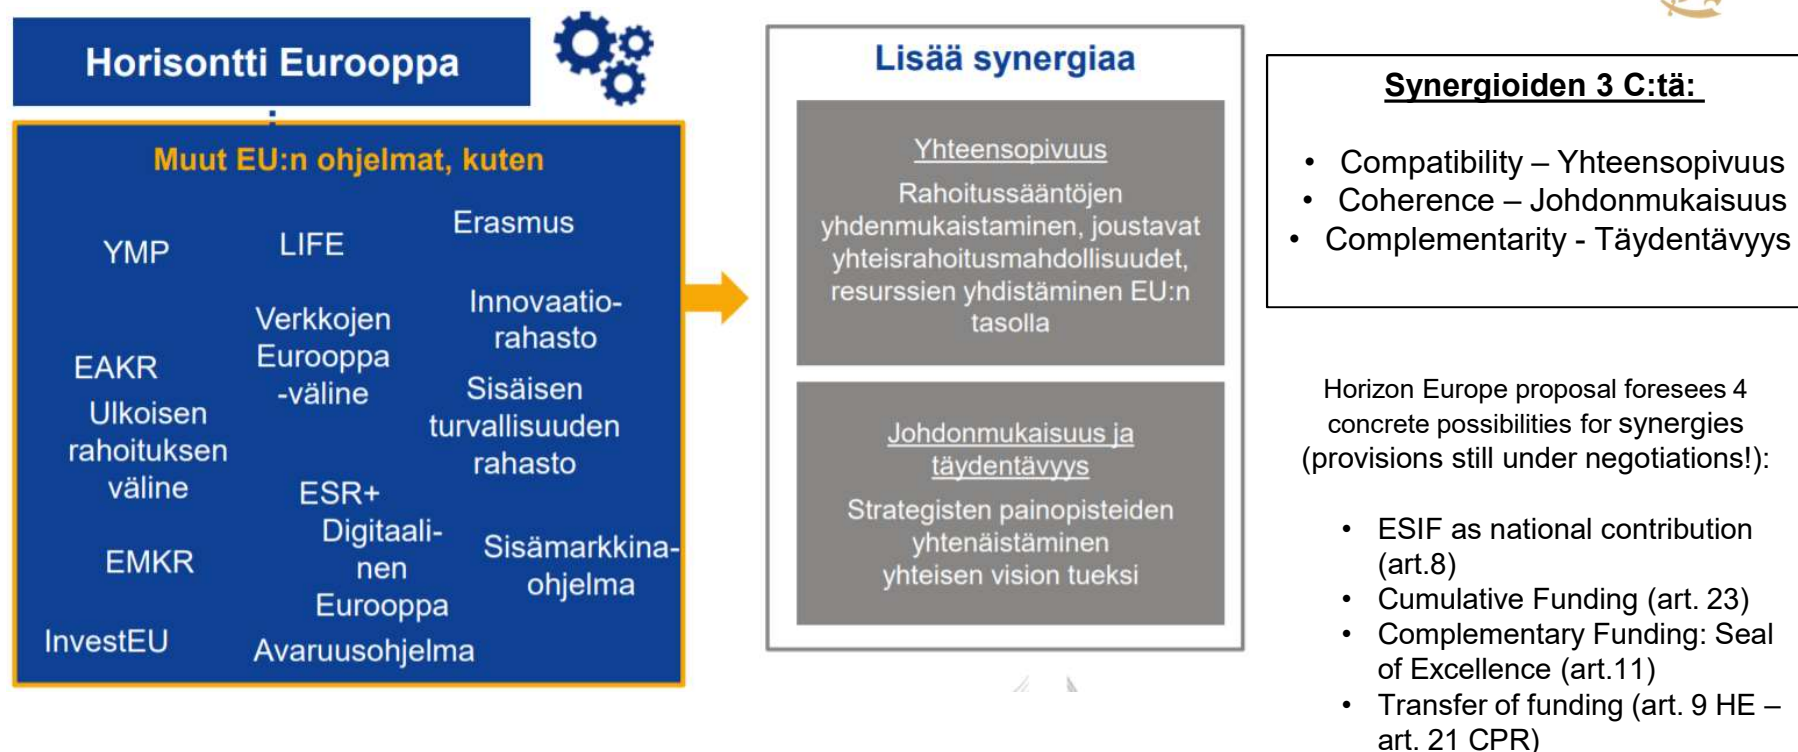 Horisontti Eurooppa
Muut EU:n ohjelmat, kuten
YMP
LIFE
Erasmus
Verkkojen
Eurooppa
-väline
Innovaatio-
rahasto
EAKR
Ulkoisen
rahoituksen
väline
Sisäisen
turvallisuuden
rahasto
ESR+
EMKR
Digitaali-
nen
Eurooppa
Sisämarkkina-
ohjelma
InvestEU
Avaruusohjelma
Lisää synergiaa
Yhteensopivuus
Rahoitussääntöjen
yhdenmukaistaminen, joustavat
yhteisrahoitusmahdollisuudet,
resurssien yhdistäminen EU:n
tasolla
Johdonmukaisuus ja
täydentävyys
Strategisten painopisteiden
yhtenäistäminen
yhteisen vision tueksi
Synergioiden 3 C:tä:
• Compatibility – Yhteensopivuus
• Coherence – Johdonmukaisuus
• Complementarity - Täydentävyys
Horizon Europe proposal foresees 4
concrete possibilities for synergies
(provisions still under negotiations!):
• ESIF as national contribution
(art.8)
• Cumulative Funding (art. 23)
• Complementary Funding: Seal
of Excellence (art.11)
• Transfer of funding (art. 9 HE –
art. 21 CPR)